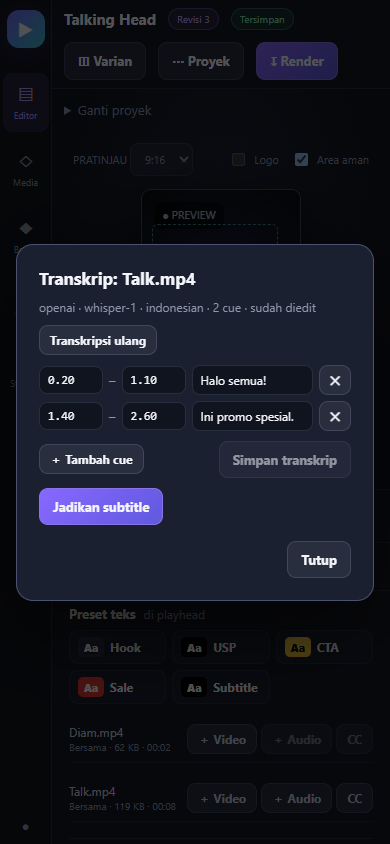 Talking Head Revisi 3 Tersimpan
Varian Proyek Render
Editor
Ganti proyek
Media
PRATINJAU 9:16 Logo Area aman
PREVIEW
Transkrip: Talk.mp4
openai · whisper-1 · indonesian · 2 cue · sudah diedit
Transkripsi ulang
0.20 – 1.10 Halo semua! ✕
1.40 – 2.60 Ini promo spesial. ✕
+ Tambah cue Simpan transkrip
Jadikan subtitle
Tutup
Preset teks di playhead
Aa Hook Aa USP Aa CTA
Aa Sale Aa Subtitle
Diam.mp4
Bersama · 62 KB · 00:02
+ Video + Audio CC
Talk.mp4
Bersama · 119 KB · 00:08
+ Video + Audio CC